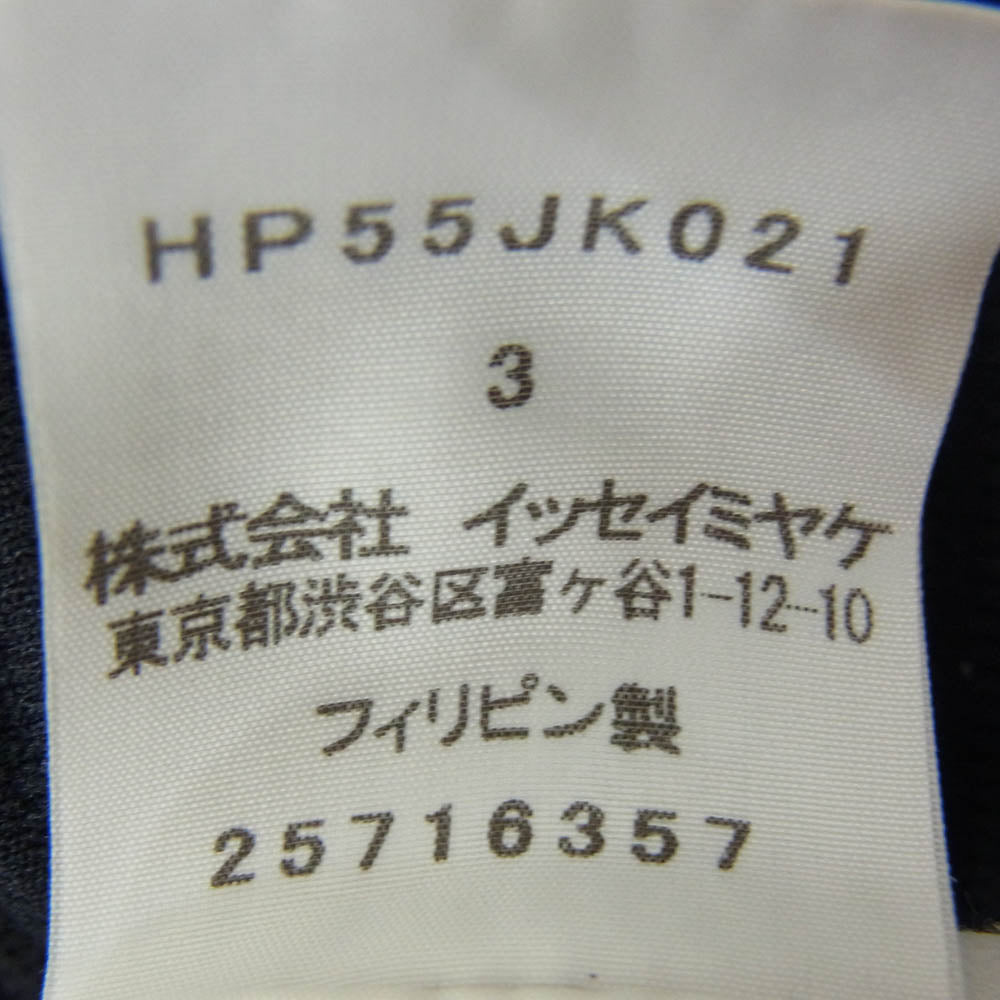 HP55JK021
3
株式会社 イッセイミヤケ
東京都渋谷区富ヶ谷1-12-10
フィリピン製
25716357